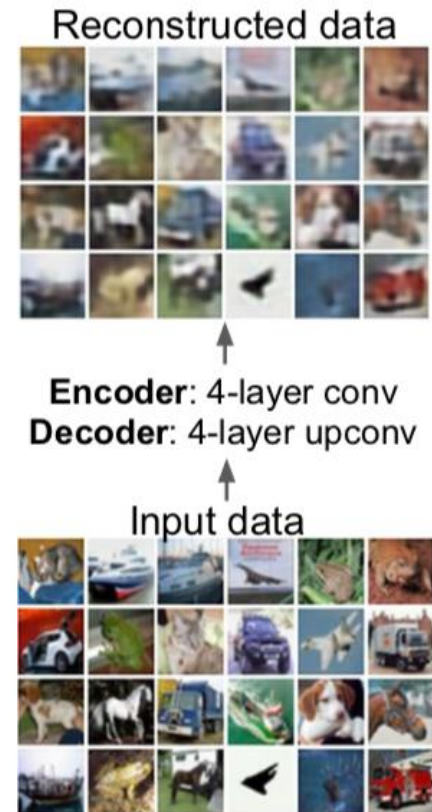 Reconstructed data
Encoder: 4-layer conv
Decoder: 4-layer upconv
Input data